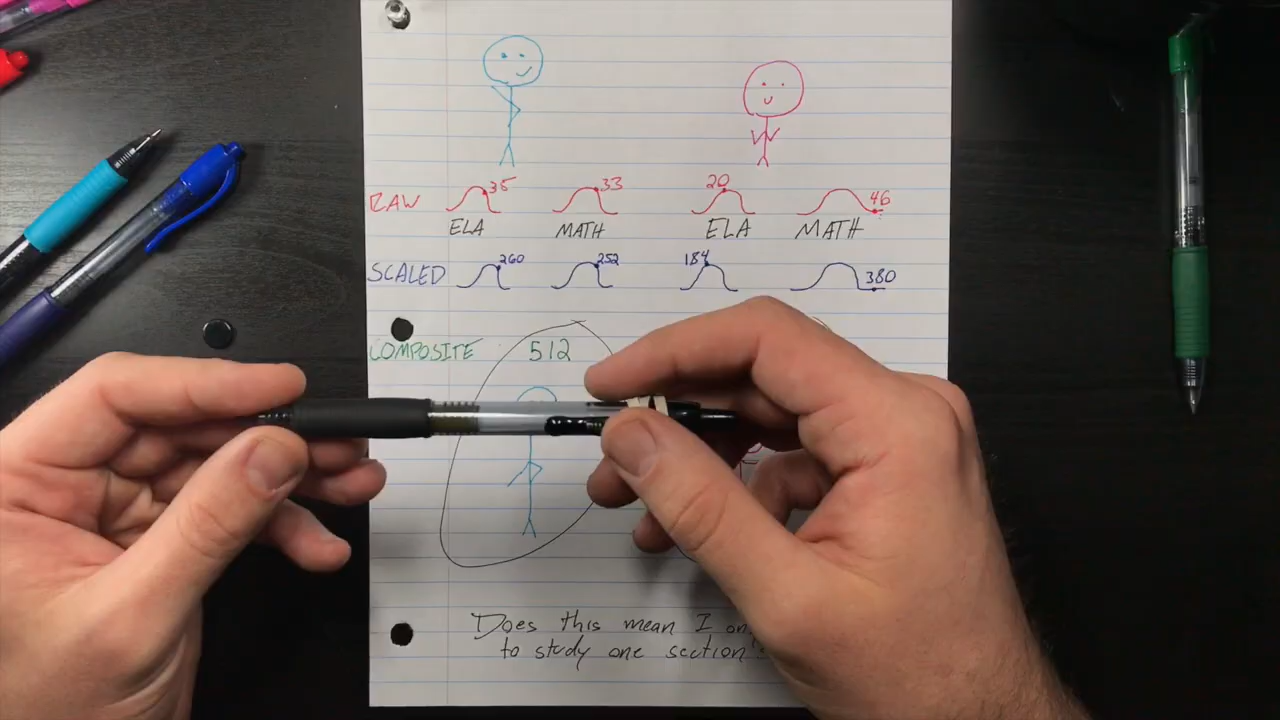 RAW 35 33 20 46
ELA MATH ELA MATH
SCALED 260 252 184 380
COMPOSITE 512
Does this mean I
to study one section